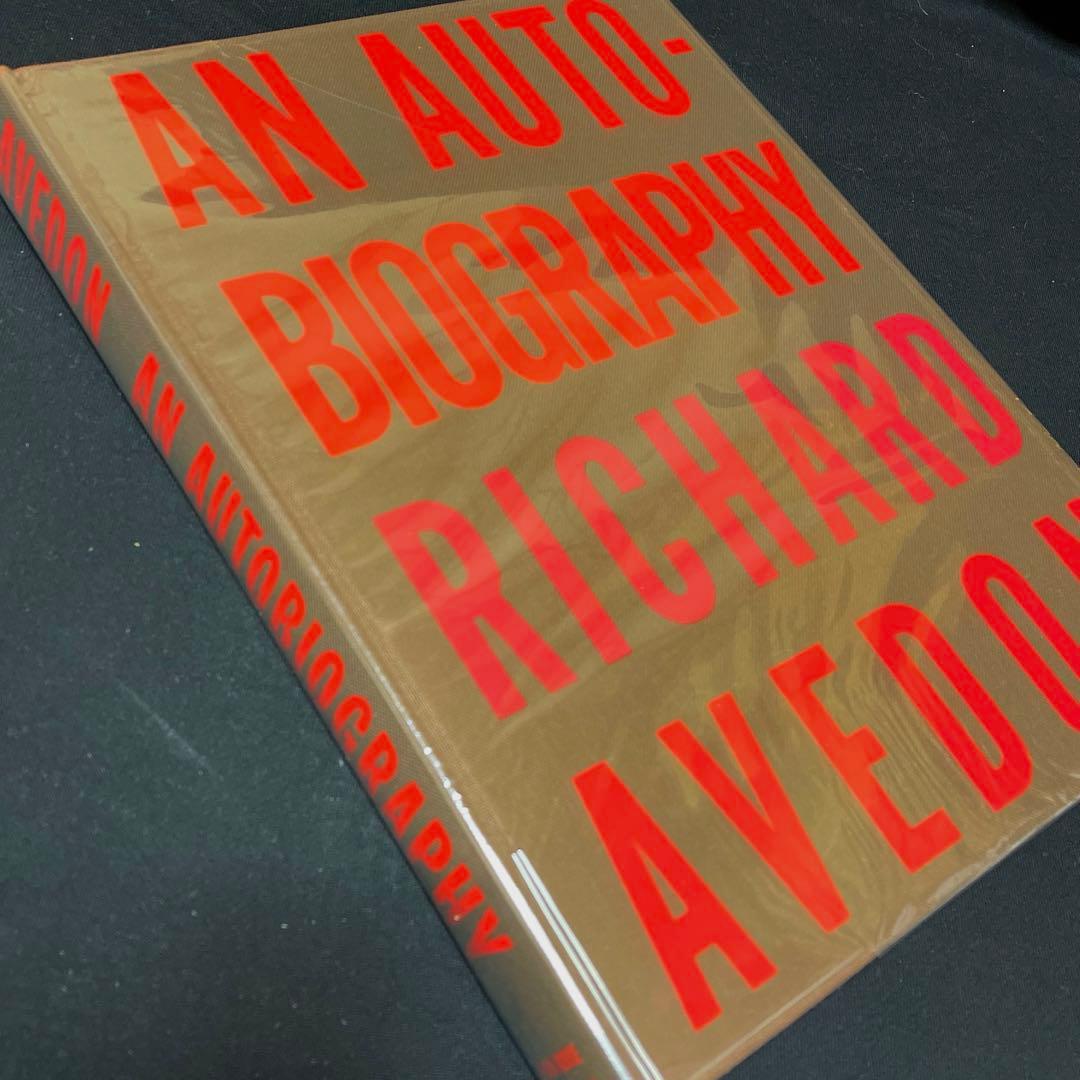 AN AUTO-
BIOGRAPHY
RICHARD
AVEDON
AVEDON AN AUTOBIOGRAPHY